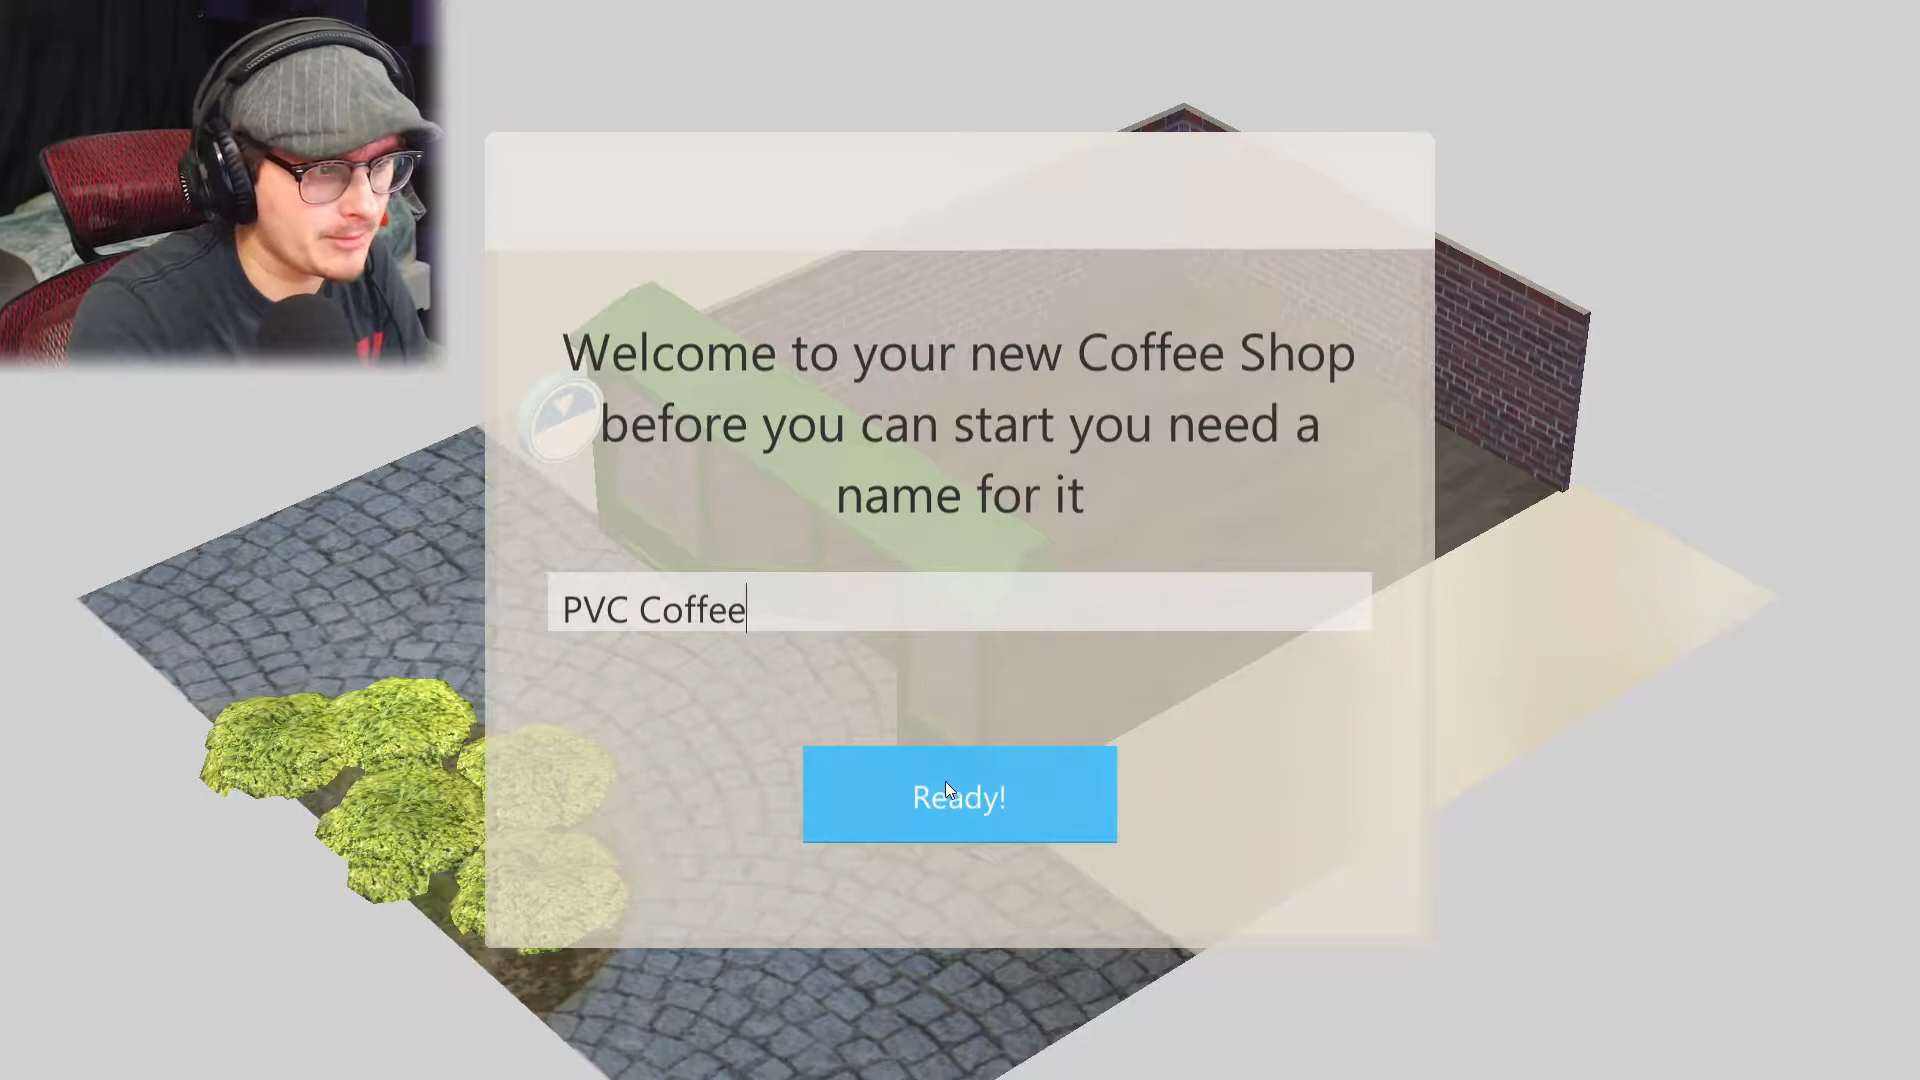 Welcome to your new Coffee Shop
before you can start you need a
name for it
PVC Coffee
Ready!